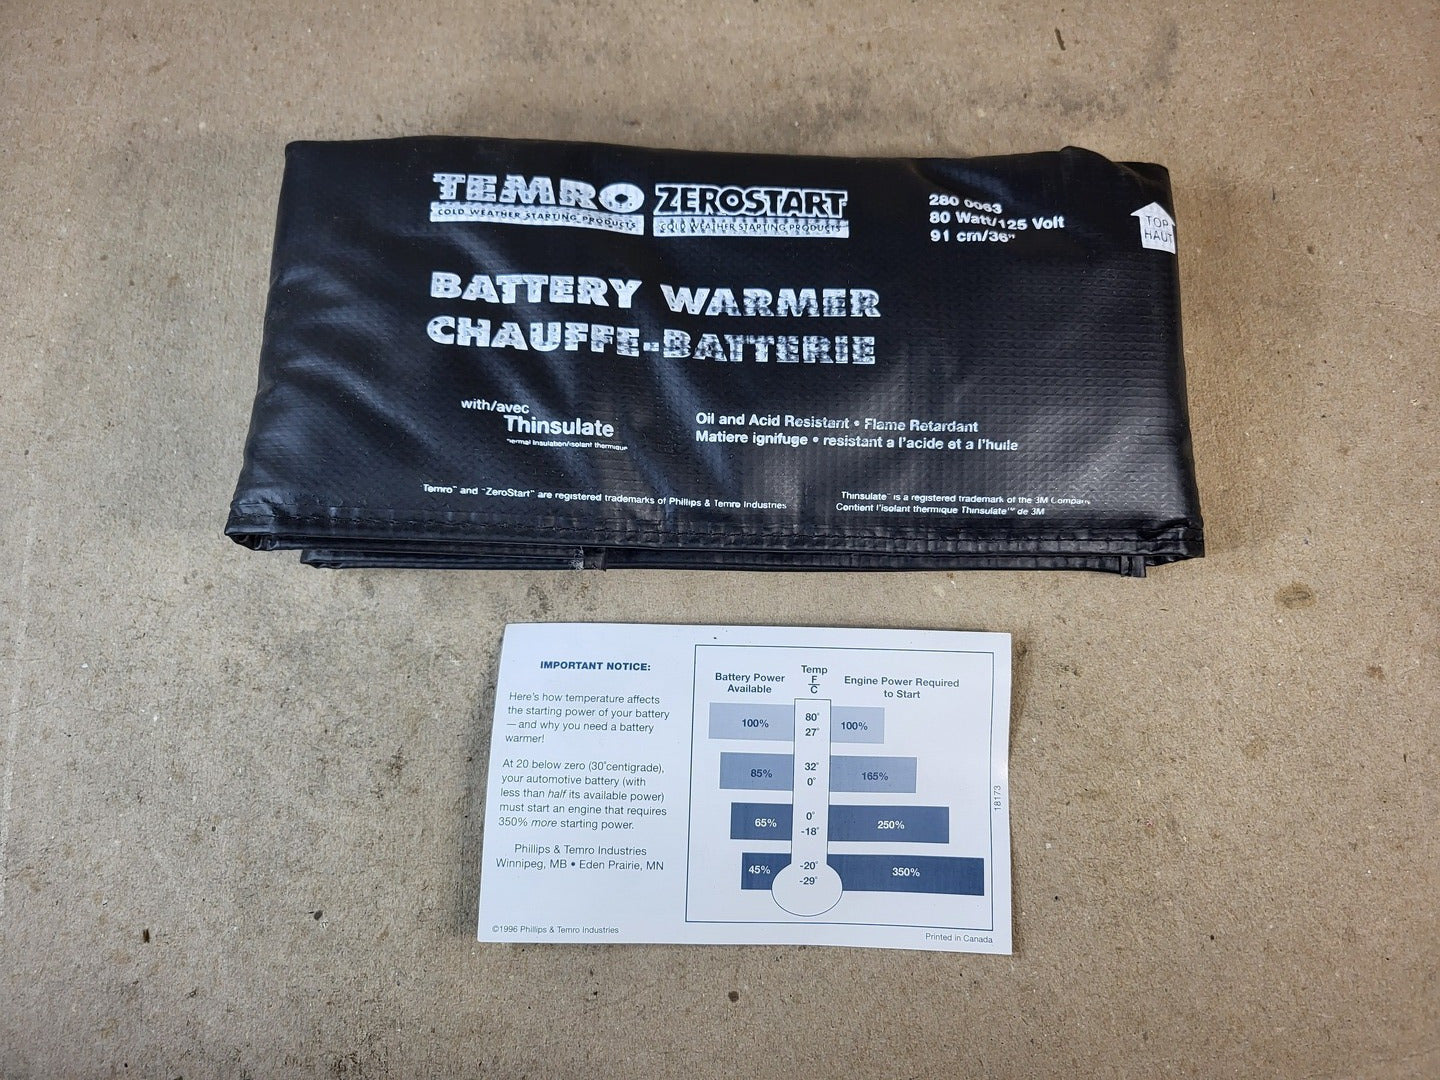 TEMRO
COLD WEATHER STARTING PRODUCTS
ZEROSTART
COLD WEATHER STARTING PRODUCTS
280 0063
80 Watt/125 Volt
91 cm/36"
TOP
HAUT
BATTERY WARMER
CHAUFFE-BATTERIE
with/avec
Thinsulate
thermal insulation/isolant thermique
Oil and Acid Resistant • Flame Retardant
Matiere ignifuge • resistant a l'acide et a l'huile
Temro™ and "ZeroStart" are registered trademarks of Phillips & Temro Industries
Thinsulate™ is a registered trademark of the 3M Company
Contient l'isolant thermique Thinsulate™ de 3M
IMPORTANT NOTICE:
Here's how temperature affects
the starting power of your battery
—and why you need a battery
warmer!
At 20 below zero (30°centigrade),
your automotive battery (with
less than half its available power)
must start an engine that requires
350% more starting power.
Phillips & Temro Industries
Winnipeg, MB • Eden Prairie, MN
©1996 Phillips & Temro Industries
Battery Power
Available
Temp
F
C
Engine Power Required
to Start
100%
80°
27°
100%
85%
32°
0°
165%
65%
0°
-18°
250%
45%
-20°
-29°
350%
18173
Printed in Canada